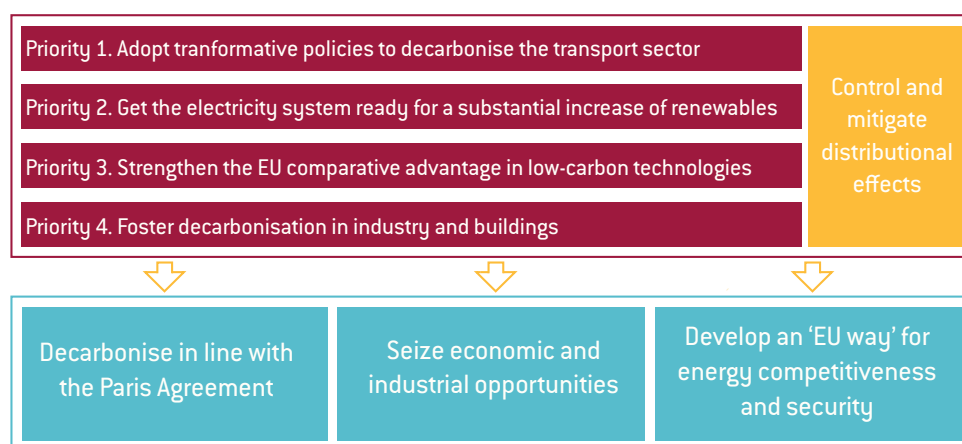 Priority 1. Adopt tranformative policies to decarbonise the transport sector
Priority 2. Get the electricity system ready for a substantial increase of renewables
Priority 3. Strengthen the EU comparative advantage in low-carbon technologies
Priority 4. Foster decarbonisation in industry and buildings
Control and
mitigate
distributional
effects
Decarbonise in line with
the Paris Agreement
Seize economic and
industrial opportunities
Develop an ‘EU way’ for
energy competitiveness
and security